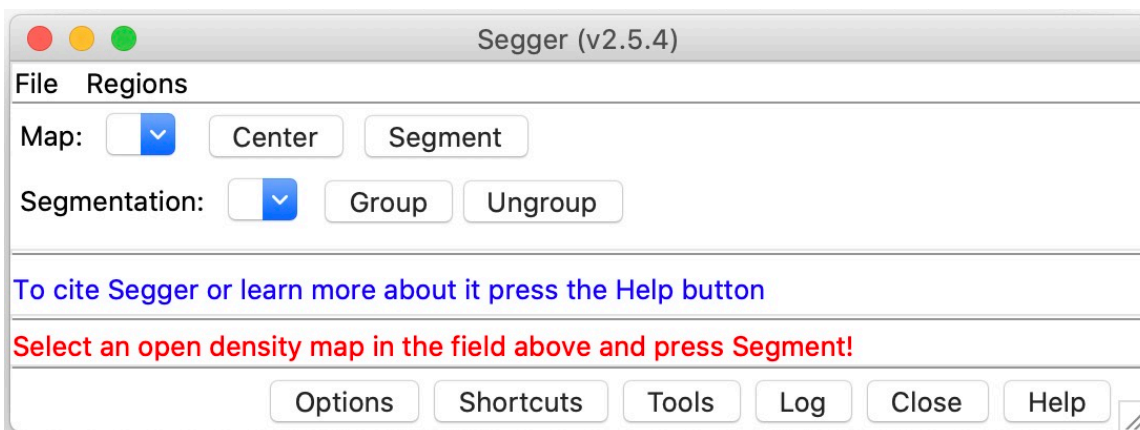 Segger (v2.5.4)
File Regions
Map: Center Segment
Segmentation: Group Ungroup
To cite Segger or learn more about it press the Help button
Select an open density map in the field above and press Segment!
Options Shortcuts Tools Log Close Help